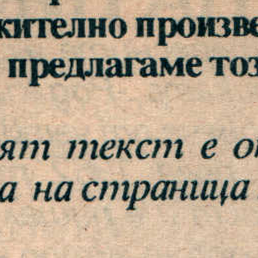 жително произве
предлагаме тоз
ят текст е о
а на страница